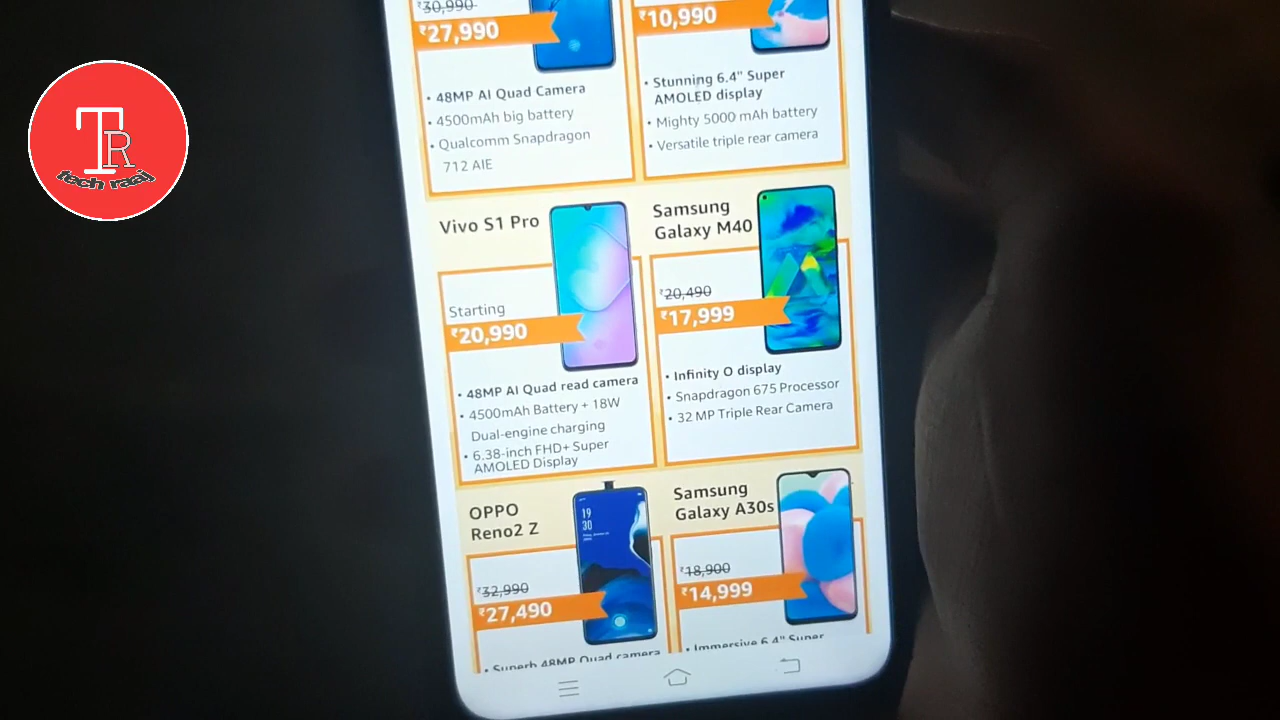 TR
tech raaj
₹30,990
₹27,990
• 48MP AI Quad Camera
• 4500mAh big battery
• Qualcomm Snapdragon
712 AIE
₹10,990
• Stunning 6.4" Super
AMOLED display
• Mighty 5000 mAh battery
• Versatile triple rear camera
Vivo S1 Pro
Starting
₹20,990
• 48MP AI Quad read camera
• 4500mAh Battery + 18W
Dual-engine charging
• 6.38-inch FHD+ Super
AMOLED Display
Samsung
Galaxy M40
₹20,490
₹17,999
• Infinity O display
• Snapdragon 675 Processor
• 32 MP Triple Rear Camera
OPPO
Reno2 Z
19
30
₹32,990
₹27,490
• Superb 48MP Quad camera
Samsung
Galaxy A30s
₹18,900
₹14,999
• Immersive 6.4" Super